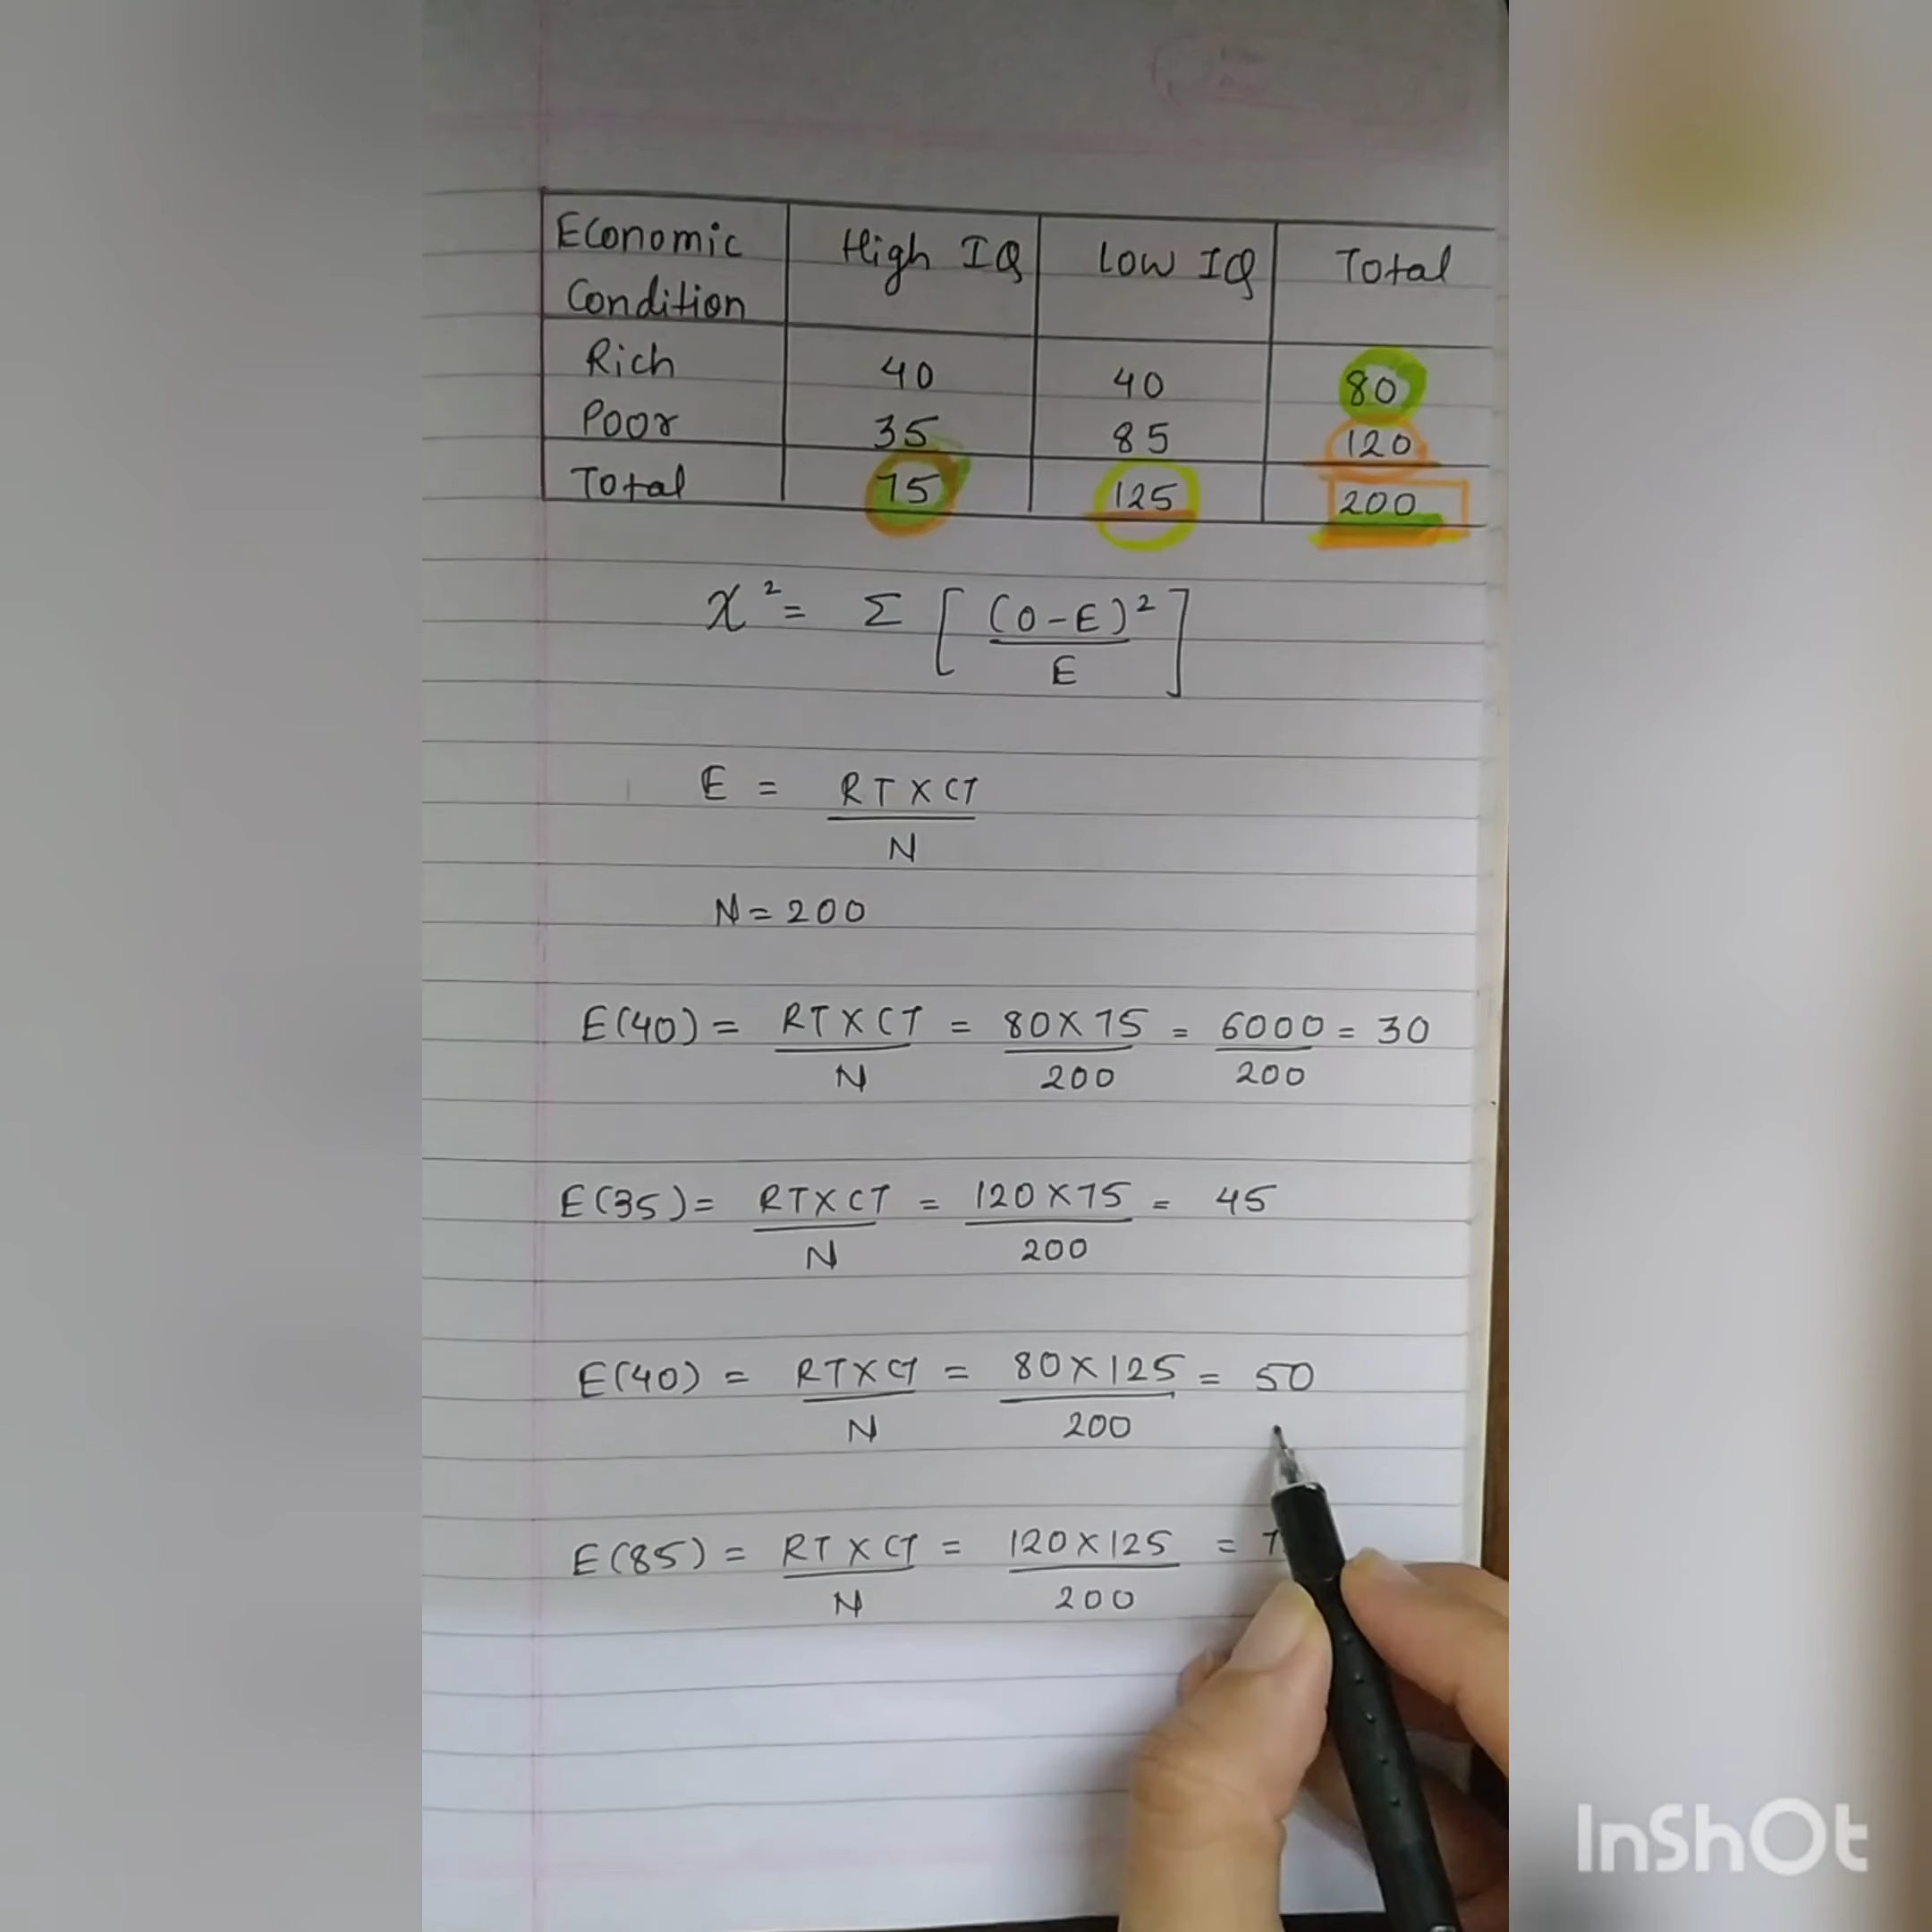 Economic Condition High IQ Low IQ Total
Rich 40 40 80
Poor 35 85 120
Total 75 125 200
χ² = Σ [ (O-E)² / E ]
E = RT X CT / N
N = 200
E(40) = RT X CT / N = 80 X 75 / 200 = 6000 / 200 = 30
E(35) = RT X CT / N = 120 X 75 / 200 = 45
E(40) = RT X CT / N = 80 X 125 / 200 = 50
E(85) = RT X CT / N = 120 X 125 / 200 =
InShOt